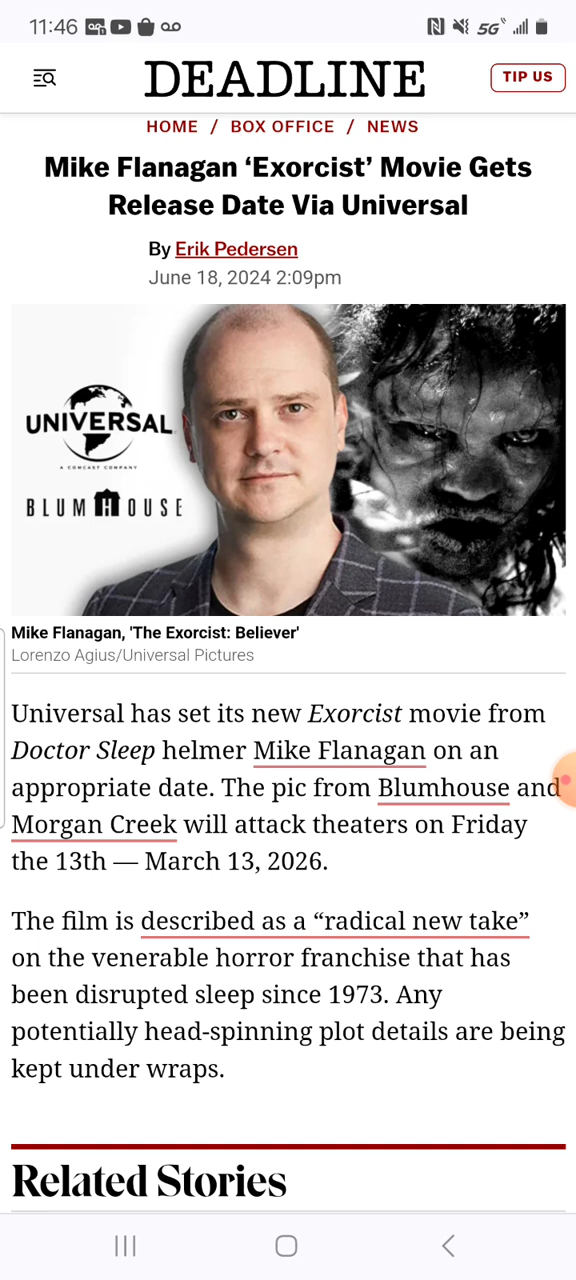 11:46
5G
DEADLINE
TIP US
HOME / BOX OFFICE / NEWS
Mike Flanagan ‘Exorcist’ Movie Gets
Release Date Via Universal
By Erik Pedersen
June 18, 2024 2:09pm
UNIVERSAL
A COMCAST COMPANY
BLUMHOUSE
Mike Flanagan, 'The Exorcist: Believer'
Lorenzo Agius/Universal Pictures
Universal has set its new Exorcist movie from
Doctor Sleep helmer Mike Flanagan on an
appropriate date. The pic from Blumhouse and
Morgan Creek will attack theaters on Friday
the 13th — March 13, 2026.
The film is described as a “radical new take”
on the venerable horror franchise that has
been disrupted sleep since 1973. Any
potentially head-spinning plot details are being
kept under wraps.
Related Stories